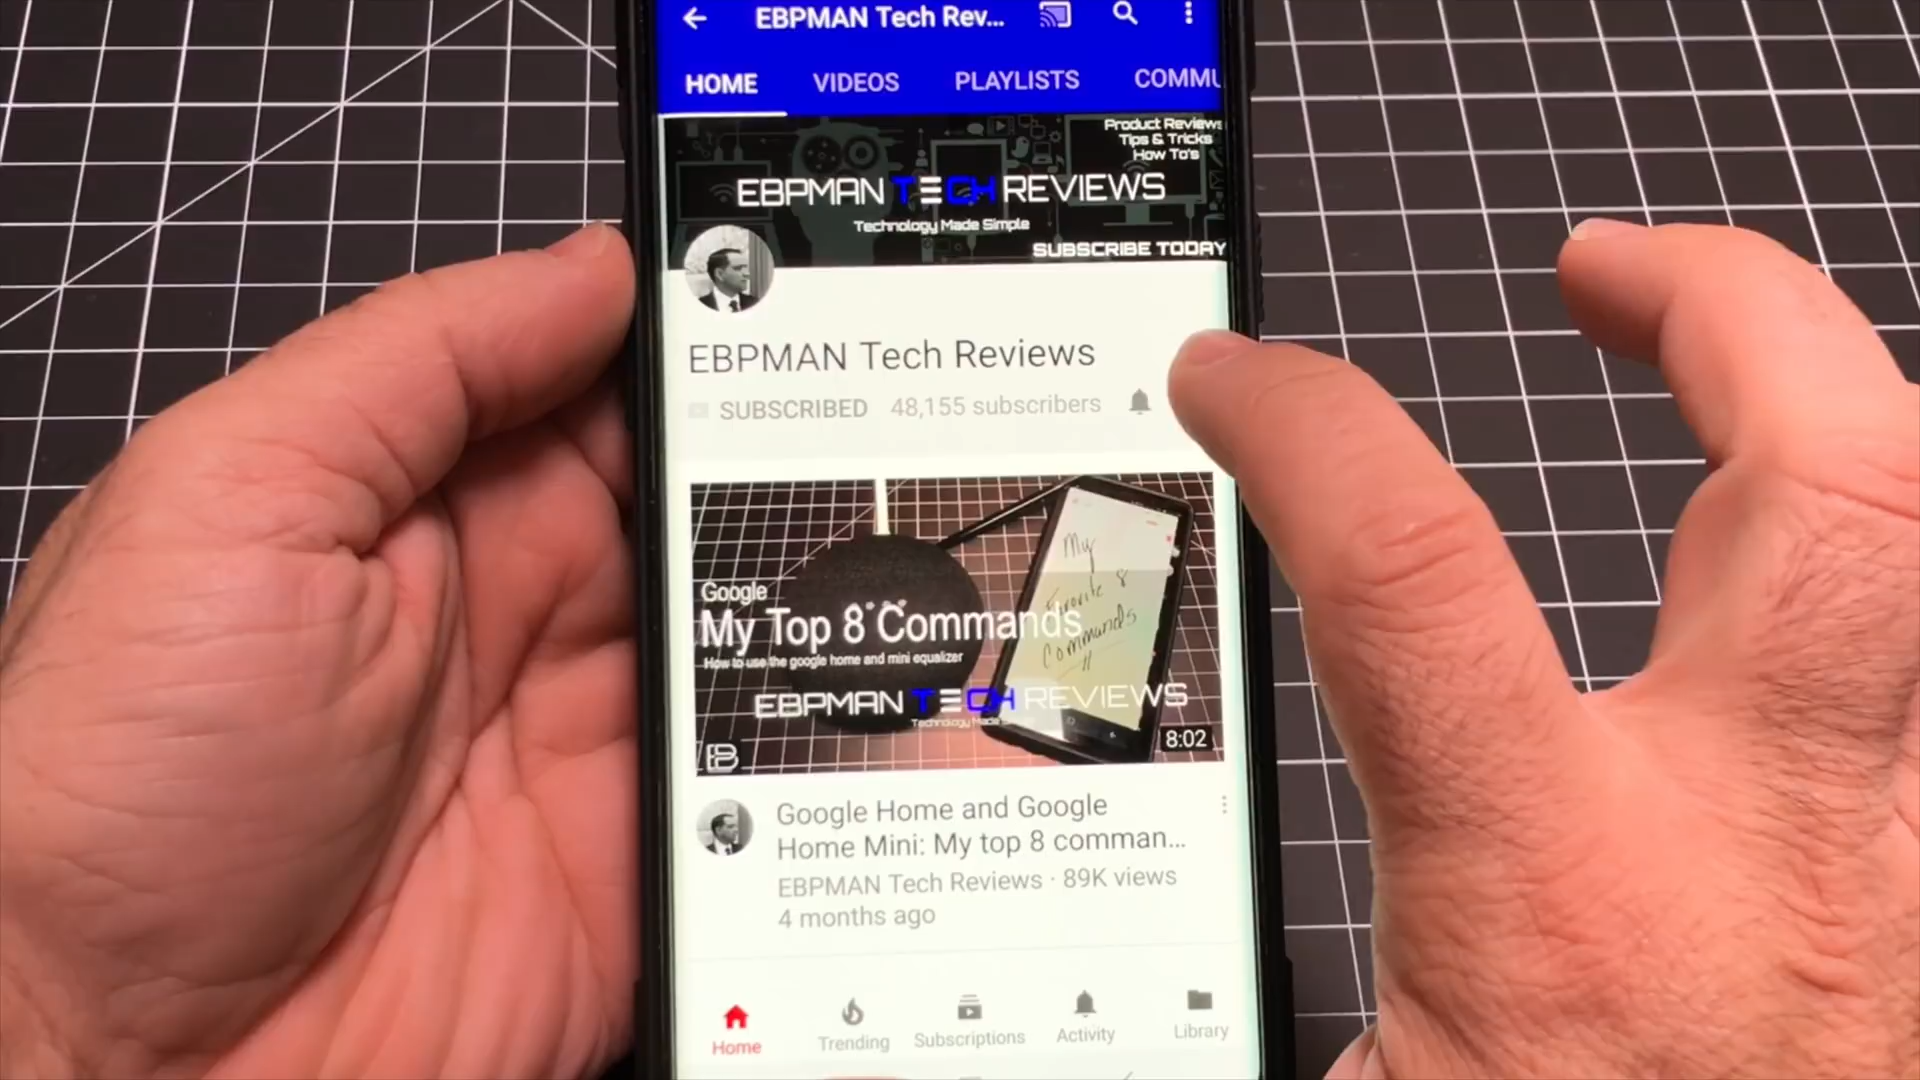 EBPMAN Tech Rev...
HOME VIDEOS PLAYLISTS COMMU
Product Reviews
Tips & Tricks
How To's
EBPMAN TECH REVIEWS
Technology Made Simple
SUBSCRIBE TODAY
EBPMAN Tech Reviews
SUBSCRIBED 48,155 subscribers
My
Favorite 8
Commands
!!
Google
My Top 8 Commands
How to use the google home and mini equalizer
EBPMAN TECH REVIEWS
Technology Made Simple
8:02
Google Home and Google
Home Mini: My top 8 comman...
EBPMAN Tech Reviews · 89K views
4 months ago
Home Trending Subscriptions Activity Library